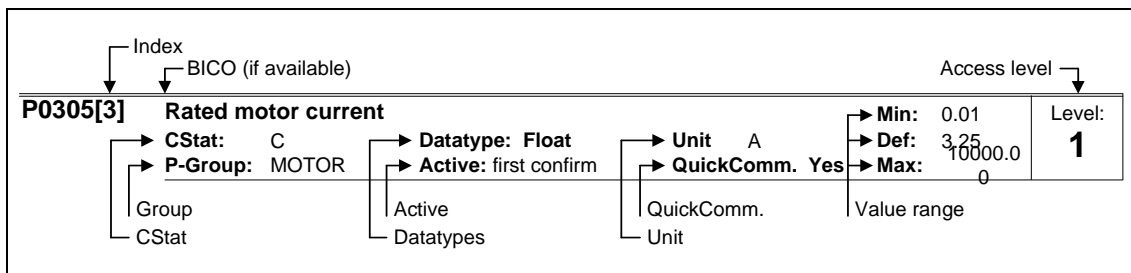 Index
BICO (if available)
Access level
P0305[3] Rated motor current Min: 0.01 Level:
CStat: C Datatype: Float Unit A Def: 3.25 1
P-Group: MOTOR Active: first confirm QuickComm. Yes Max: 10000.0
0
Group Active QuickComm. Value range
CStat Datatypes Unit